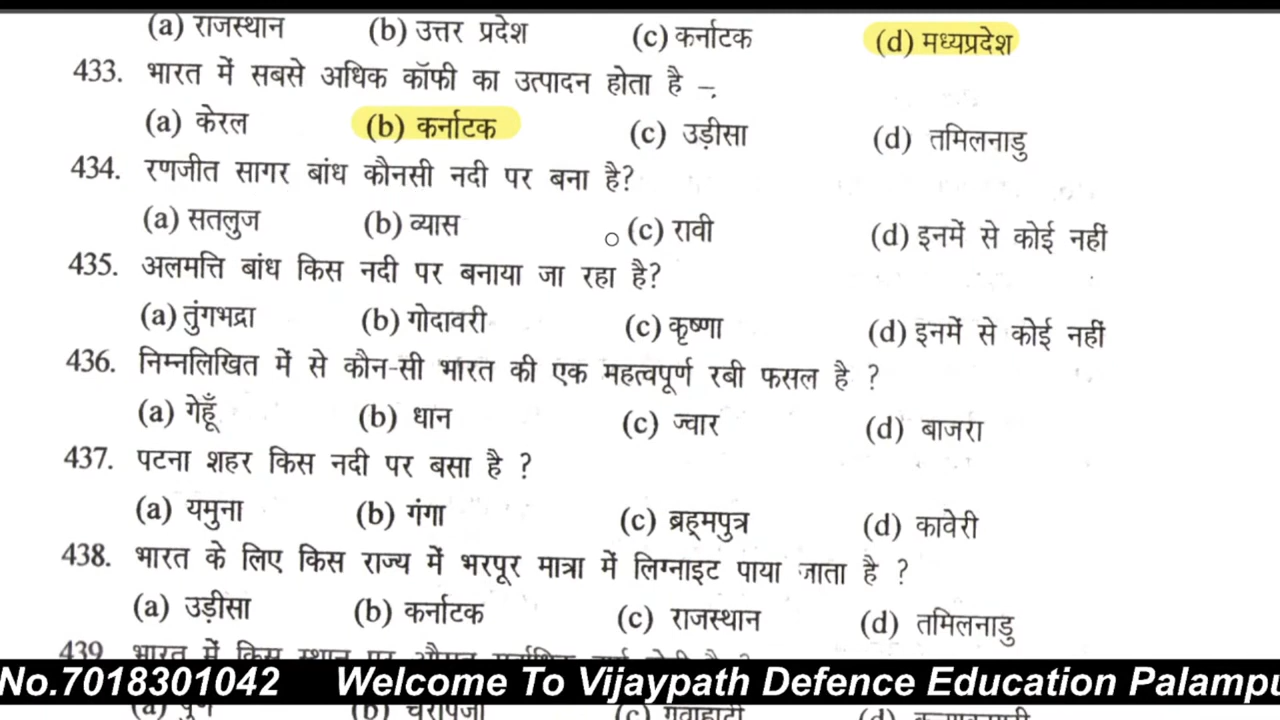 (a) राजस्थान (b) उत्तर प्रदेश (c) कर्नाटक (d) मध्यप्रदेश
433. भारत में सबसे अधिक कॉफी का उत्पादन होता है –
(a) केरल (b) कर्नाटक (c) उड़ीसा (d) तमिलनाडु
434. रणजीत सागर बांध कौनसी नदी पर बना है?
(a) सतलुज (b) व्यास (c) रावी (d) इनमें से कोई नहीं
435. अलमत्ति बांध किस नदी पर बनाया जा रहा है?
(a) तुंगभद्रा (b) गोदावरी (c) कृष्णा (d) इनमें से कोई नहीं
436. निम्नलिखित में से कौन-सी भारत की एक महत्वपूर्ण रबी फसल है ?
(a) गेहूँ (b) धान (c) ज्वार (d) बाजरा
437. पटना शहर किस नदी पर बसा है ?
(a) यमुना (b) गंगा (c) ब्रह्मपुत्र (d) कावेरी
438. भारत के लिए किस राज्य में भरपूर मात्रा में लिग्नाइट पाया जाता है ?
(a) उड़ीसा (b) कर्नाटक (c) राजस्थान (d) तमिलनाडु
439 भारत में किस स्थान पर औसत
No.7018301042 Welcome To Vijaypath Defence Education Palampu
(b) चेरापूंजी (c) गुवाहाटी (d)